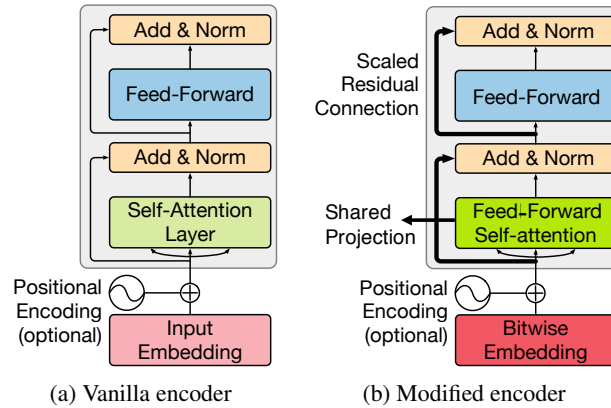 Add & Norm
Feed-Forward
Add & Norm
Self-Attention
Layer
Positional
Encoding
(optional)
Input
Embedding
(a) Vanilla encoder
Add & Norm
Scaled
Residual
Connection
Feed-Forward
Add & Norm
Shared
Projection
Feed-Forward
Self-attention
Positional
Encoding
(optional)
Bitwise
Embedding
(b) Modified encoder